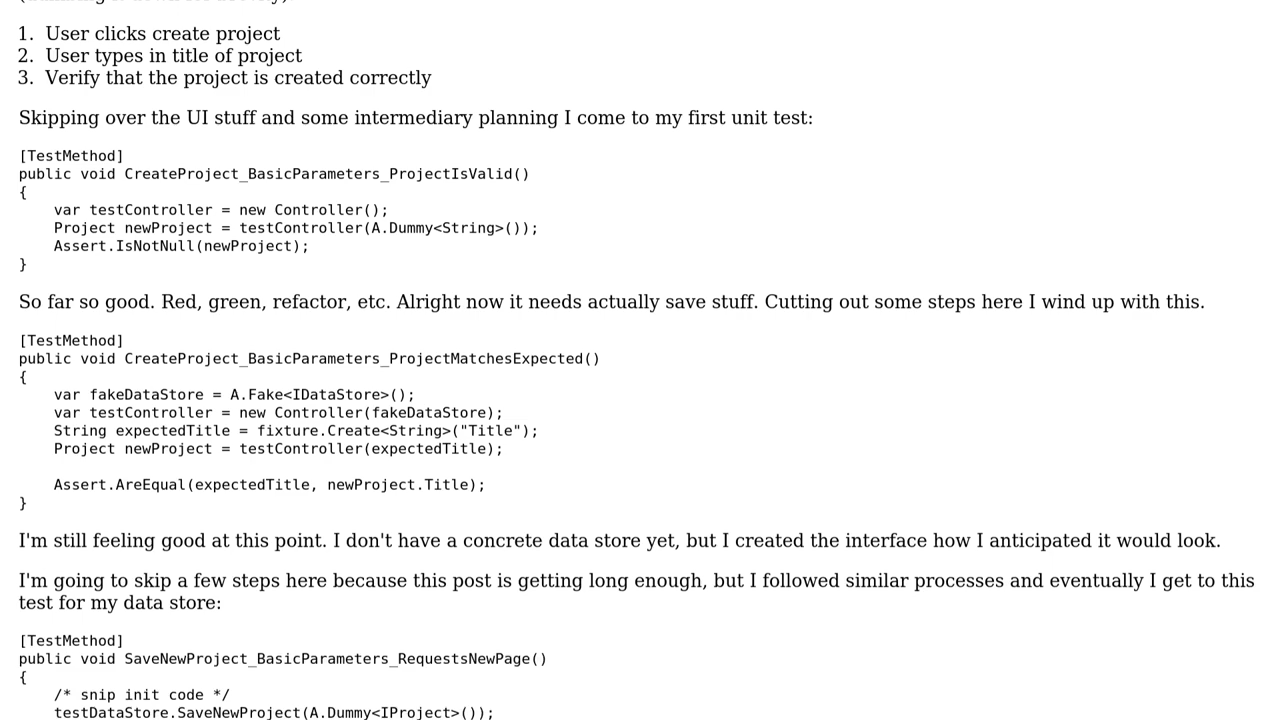 1. User clicks create project
2. User types in title of project
3. Verify that the project is created correctly
Skipping over the UI stuff and some intermediary planning I come to my first unit test:
[TestMethod]
public void CreateProject_BasicParameters_ProjectIsValid()
{
    var testController = new Controller();
    Project newProject = testController(A.Dummy<String>());
    Assert.IsNotNull(newProject);
}
So far so good. Red, green, refactor, etc. Alright now it needs actually save stuff. Cutting out some steps here I wind up with this.
[TestMethod]
public void CreateProject_BasicParameters_ProjectMatchesExpected()
{
    var fakeDataStore = A.Fake<IDataStore>();
    var testController = new Controller(fakeDataStore);
    String expectedTitle = fixture.Create<String>("Title");
    Project newProject = testController(expectedTitle);

    Assert.AreEqual(expectedTitle, newProject.Title);
}
I'm still feeling good at this point. I don't have a concrete data store yet, but I created the interface how I anticipated it would look.
I'm going to skip a few steps here because this post is getting long enough, but I followed similar processes and eventually I get to this
test for my data store:
[TestMethod]
public void SaveNewProject_BasicParameters_RequestsNewPage()
{
    /* snip init code */
    testDataStore.SaveNewProject(A.Dummy<IProject>());